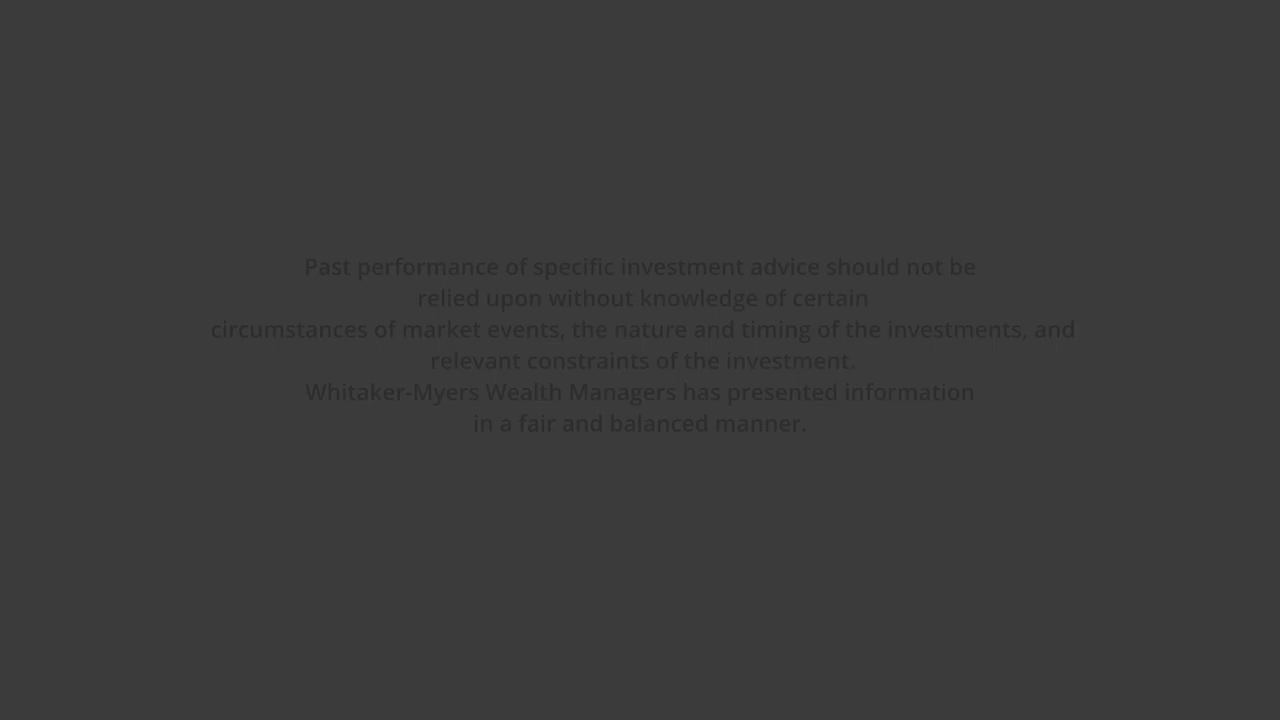 Past performance of specific investment advice should not be
relied upon without knowledge of certain
circumstances of market events, the nature and timing of the investments, and
relevant constraints of the investment.
Whitaker-Myers Wealth Managers has presented information
in a fair and balanced manner.